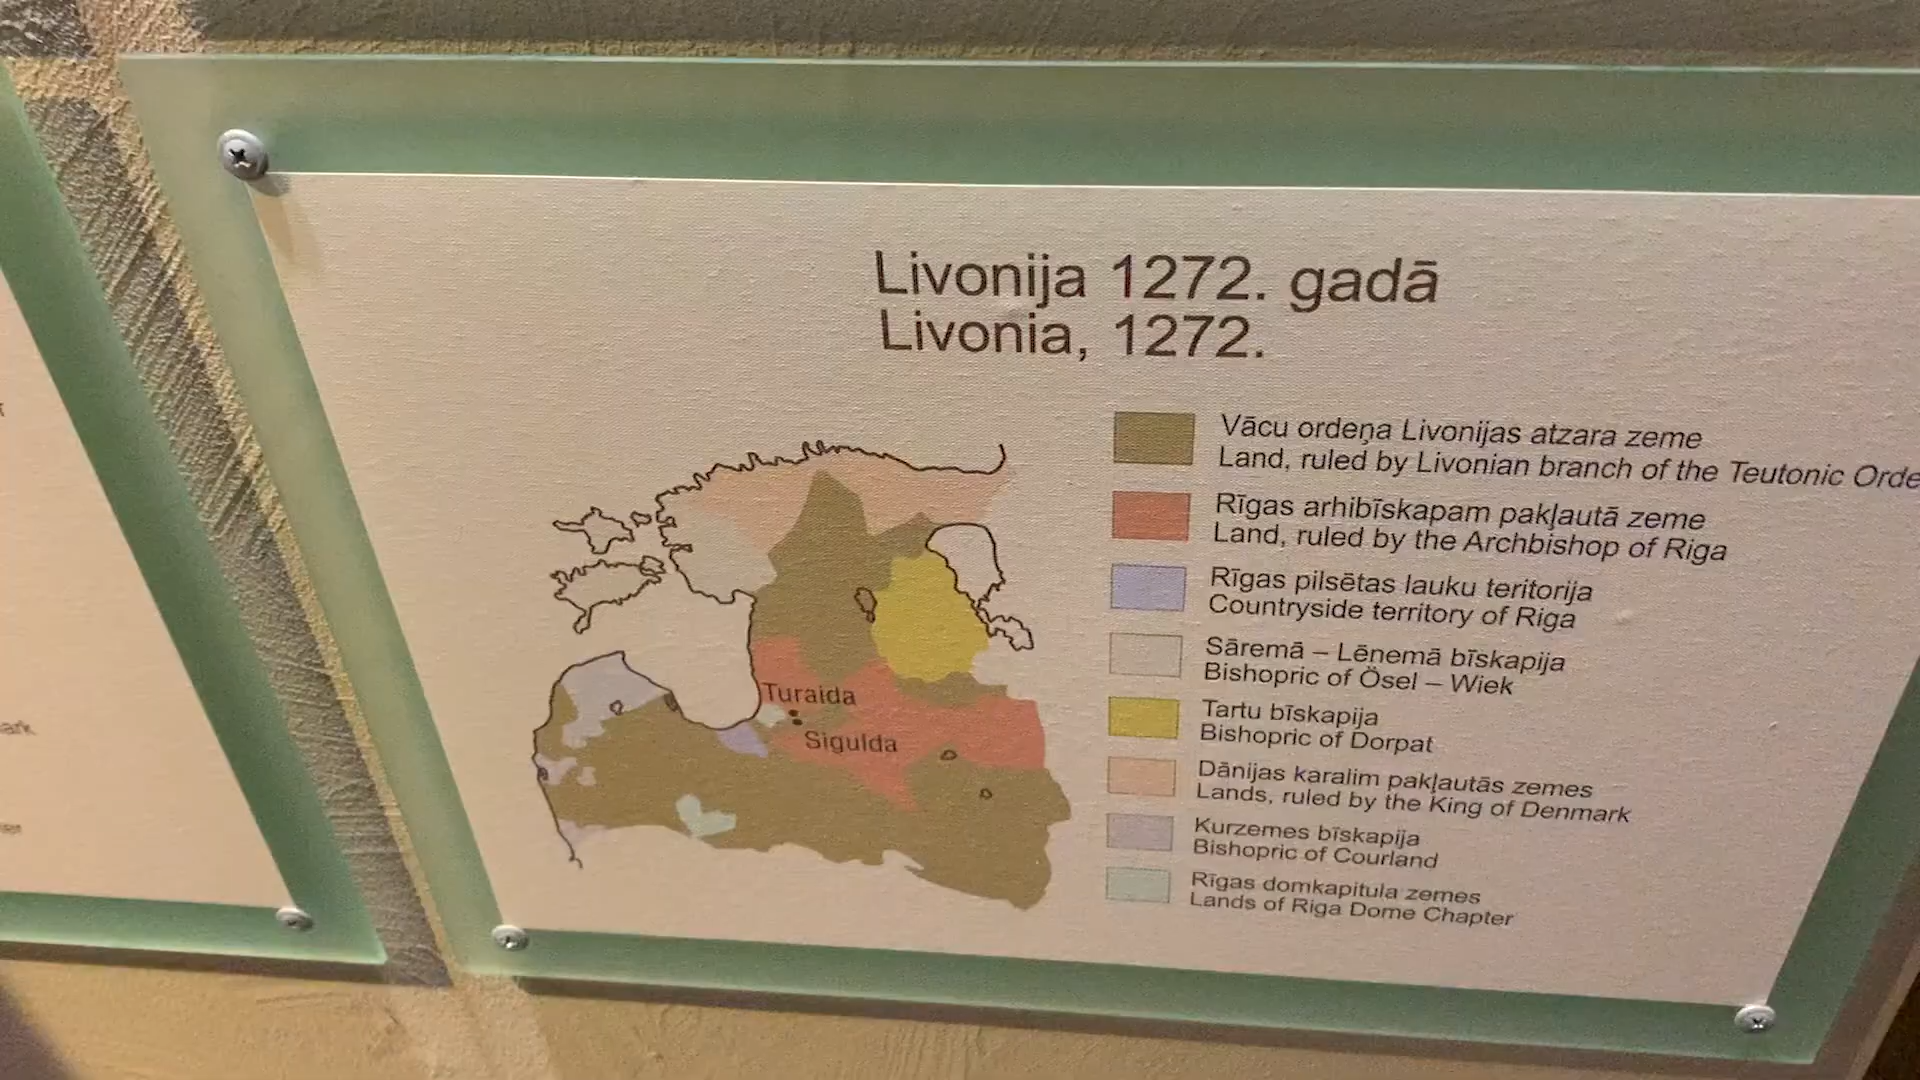 Livonija 1272. gadā
Livonia, 1272.
Vācu ordeņa Livonijas atzara zeme
Land, ruled by Livonian branch of the Teutonic Orde
Rīgas arhibīskapam pakļautā zeme
Land, ruled by the Archbishop of Riga
Rīgas pilsētas lauku teritorija
Countryside territory of Riga
Sāremā – Lēnemā bīskapija
Bishopric of Ösel – Wiek
Tartu bīskapija
Bishopric of Dorpat
Dānijas karalim pakļautās zemes
Lands, ruled by the King of Denmark
Kurzemes bīskapija
Bishopric of Courland
Rīgas domkapitula zemes
Lands of Riga Dome Chapter
Turaida
Sigulda